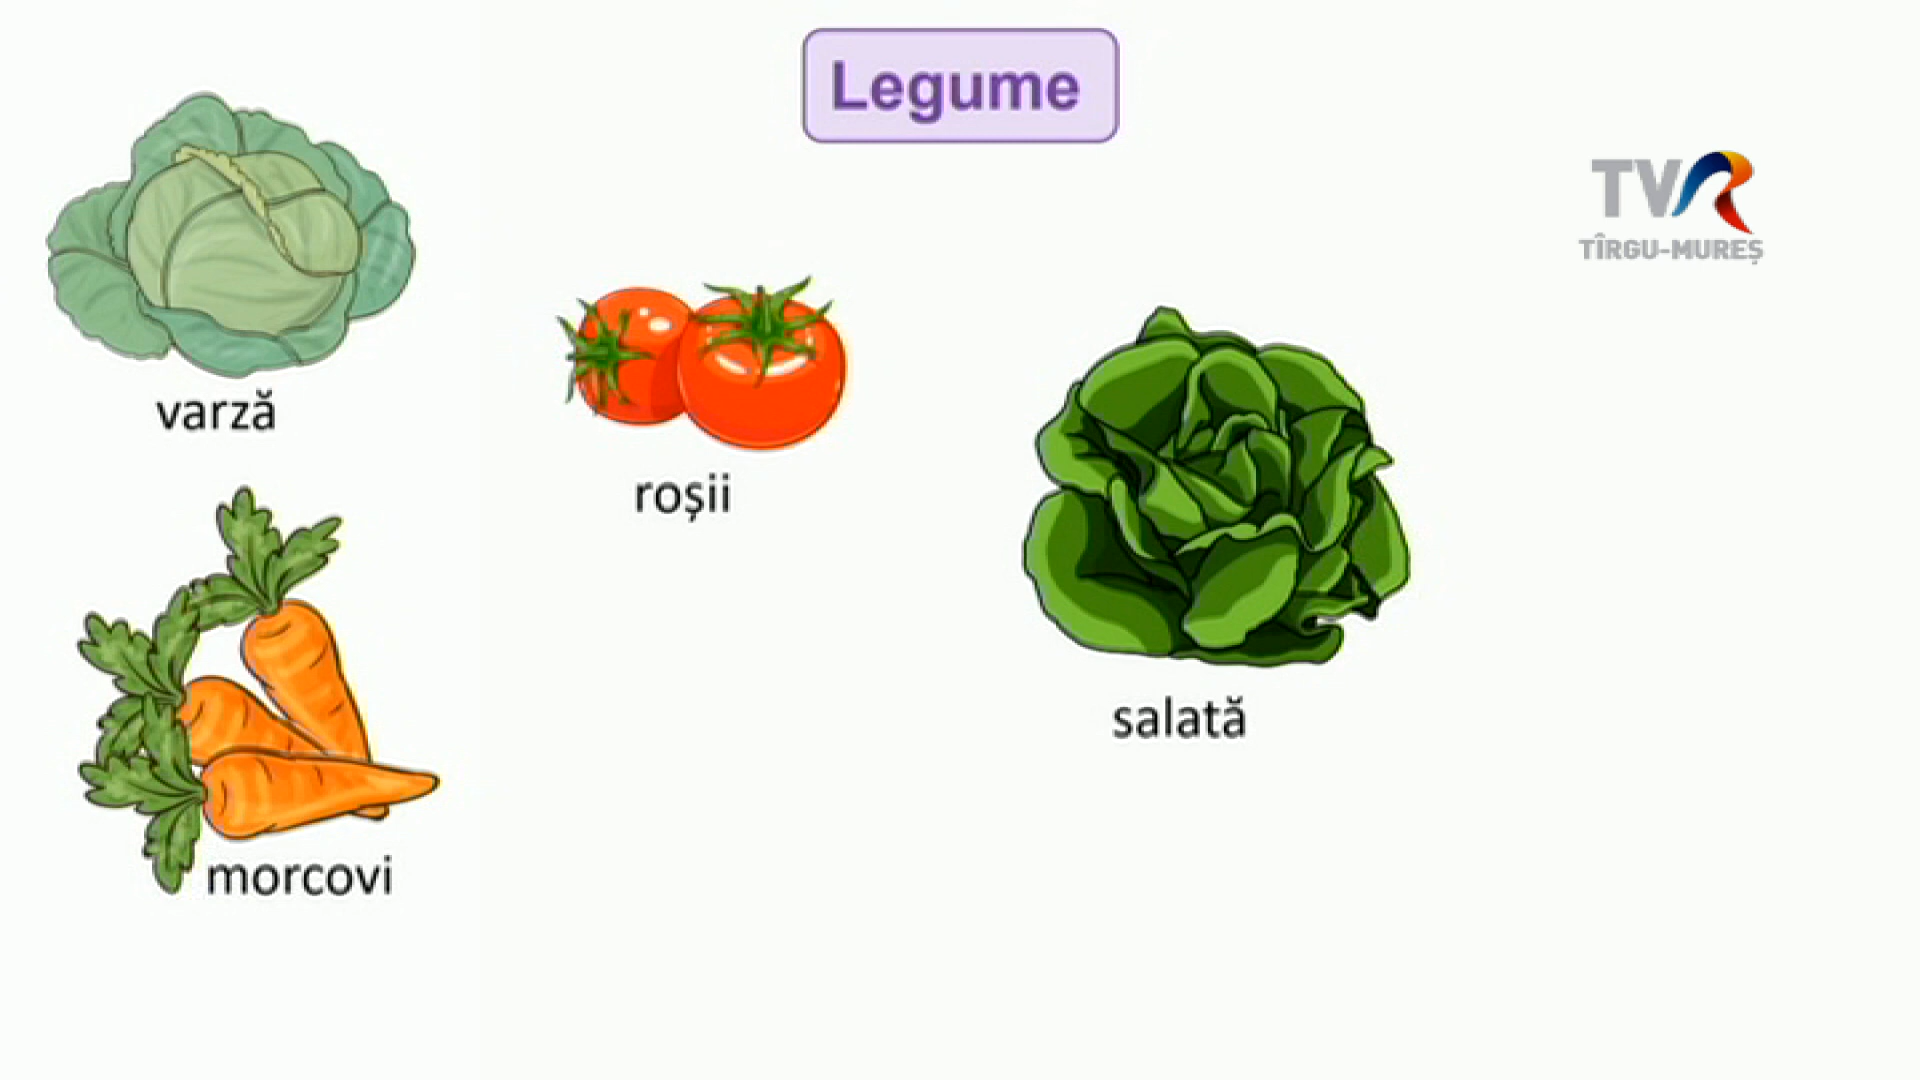 Legume
TVR
TÎRGU-MUREȘ
varză
roșii
salată
morcovi